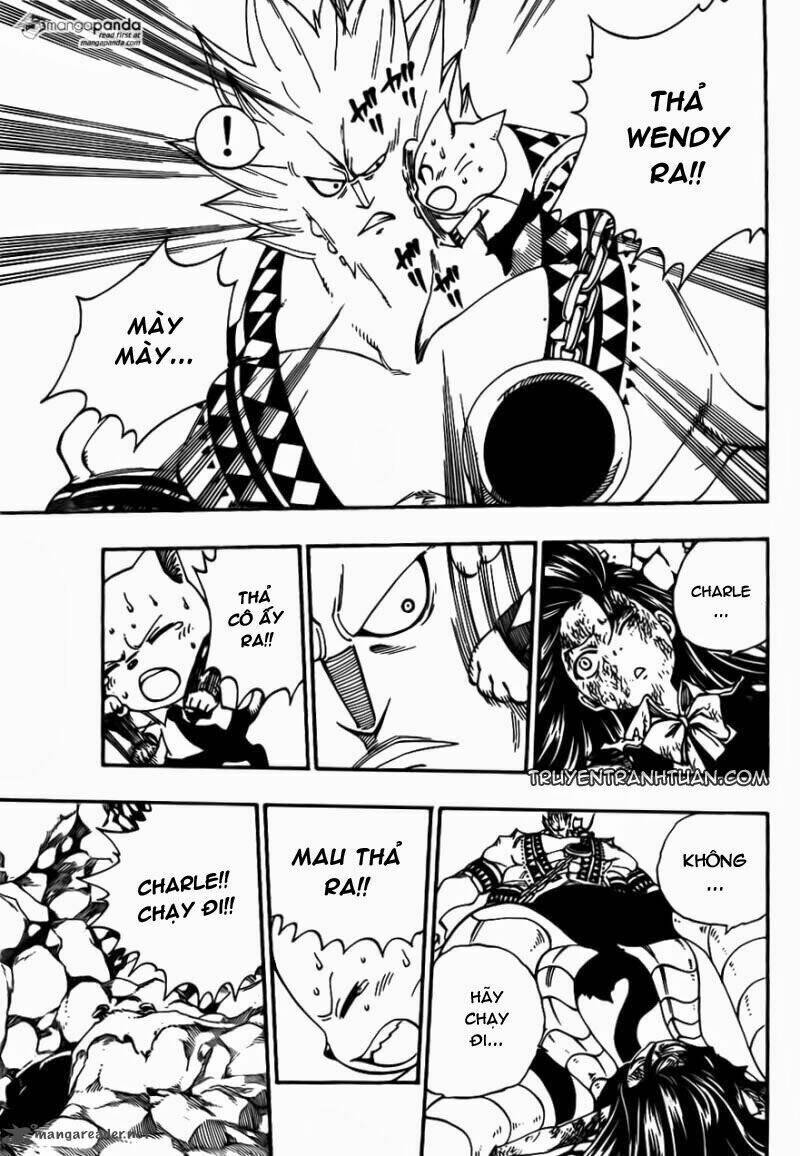 mangapanda
read first at
mangapanda.com
THẢ
WENDY
RA!!
!
MÀY
MÀY...
CHARLE
...
THẢ
CÔ ẤY
RA!!
TRUYENTRANHTUAN.COM
KHÔNG
...
HÃY
CHẠY
ĐI...
MAU THẢ
RA!!
CHARLE!!
CHẠY ĐI!!
mangareader.net